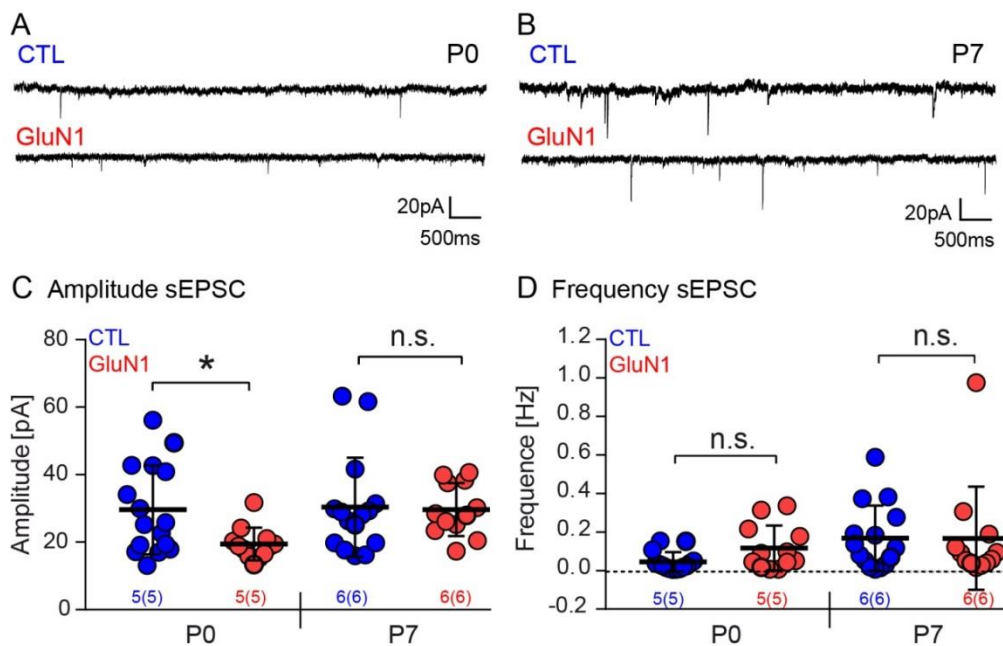 A
CTL
P0
GluN1
20pA
500ms
B
CTL
P7
GluN1
20pA
500ms
C Amplitude sEPSC
80
60
40
20
0
Amplitude [pA]
CTL
GluN1
*
n.s.
5(5)
5(5)
6(6)
6(6)
P0
P7
D Frequency sEPSC
1.2
1.0
0.8
0.6
0.4
0.2
0.0
-0.2
Frequence [Hz]
CTL
GluN1
n.s.
n.s.
5(5)
5(5)
6(6)
6(6)
P0
P7